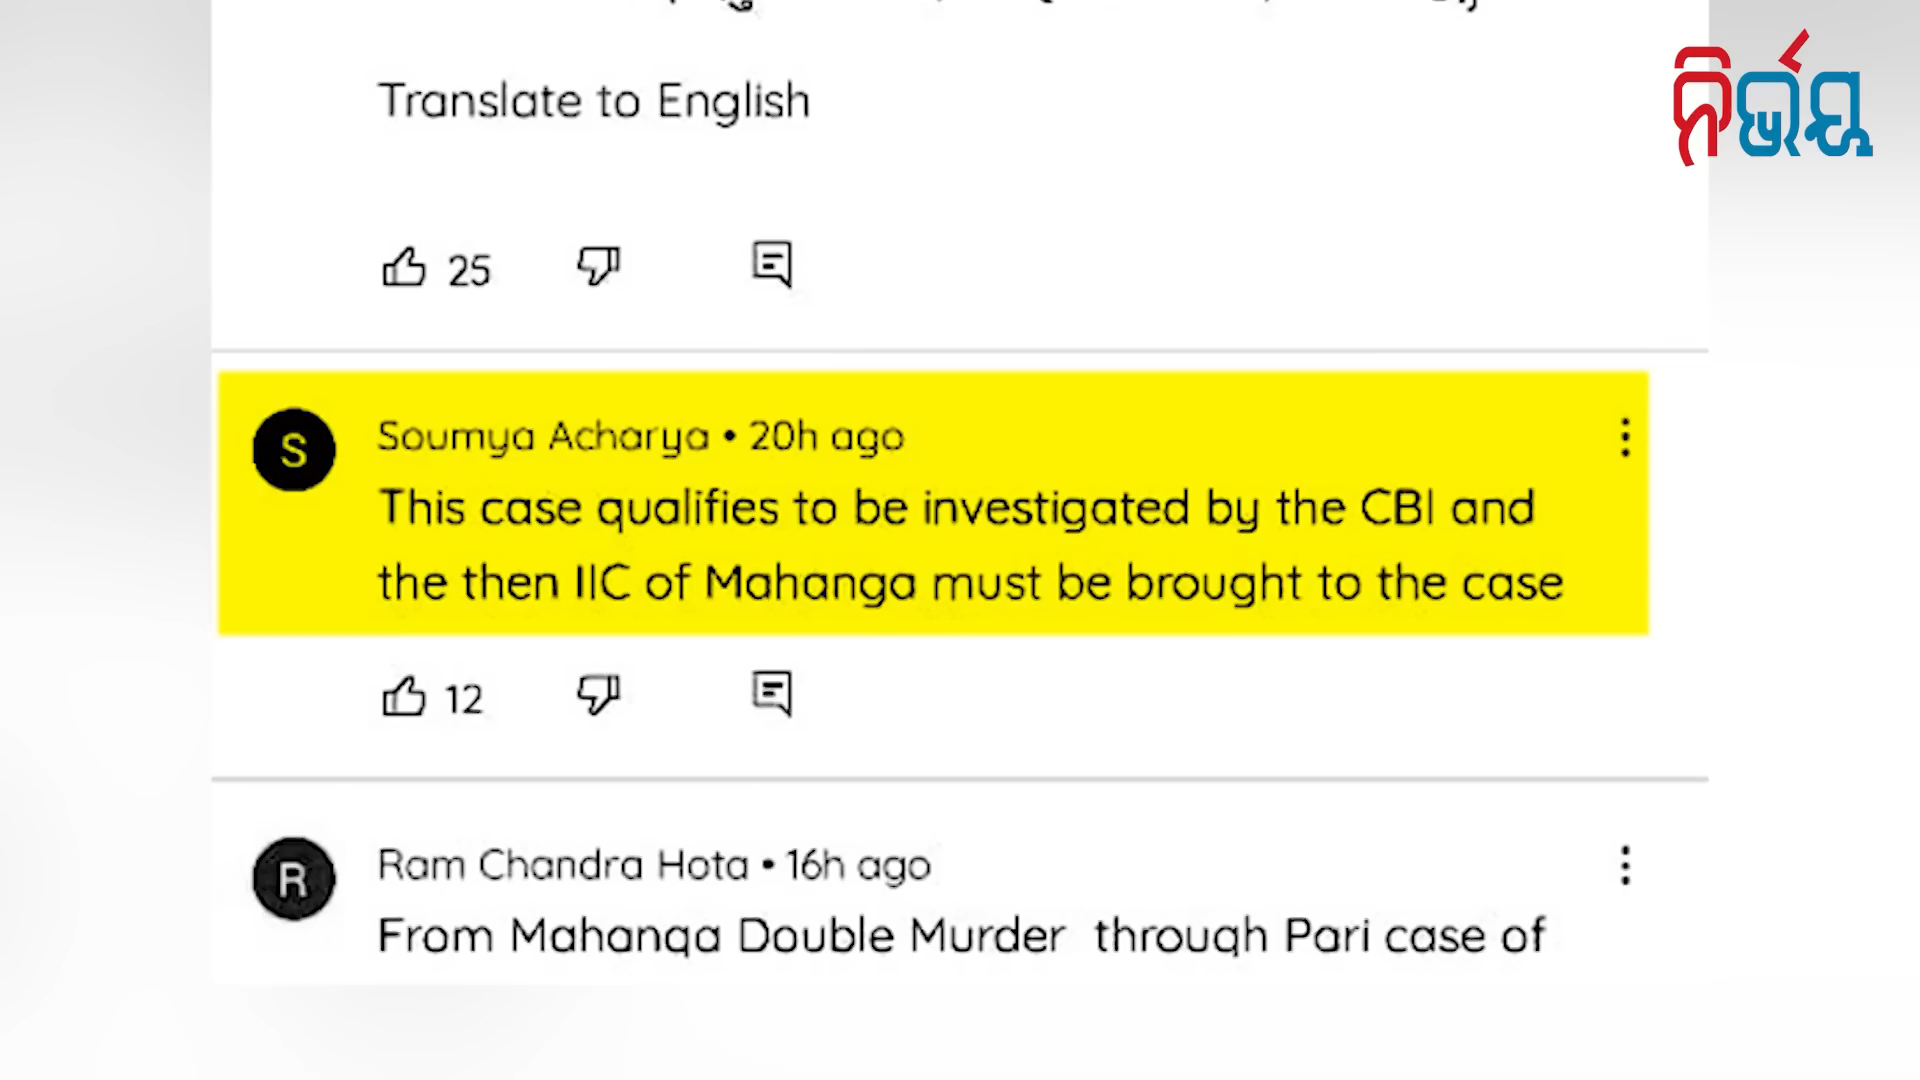 ନିର୍ଭୟ
Translate to English
25
S
Soumya Acharya • 20h ago
This case qualifies to be investigated by the CBI and
the then IIC of Mahanga must be brought to the case
12
R
Ram Chandra Hota • 16h ago
From Mahanga Double Murder through Pari case of